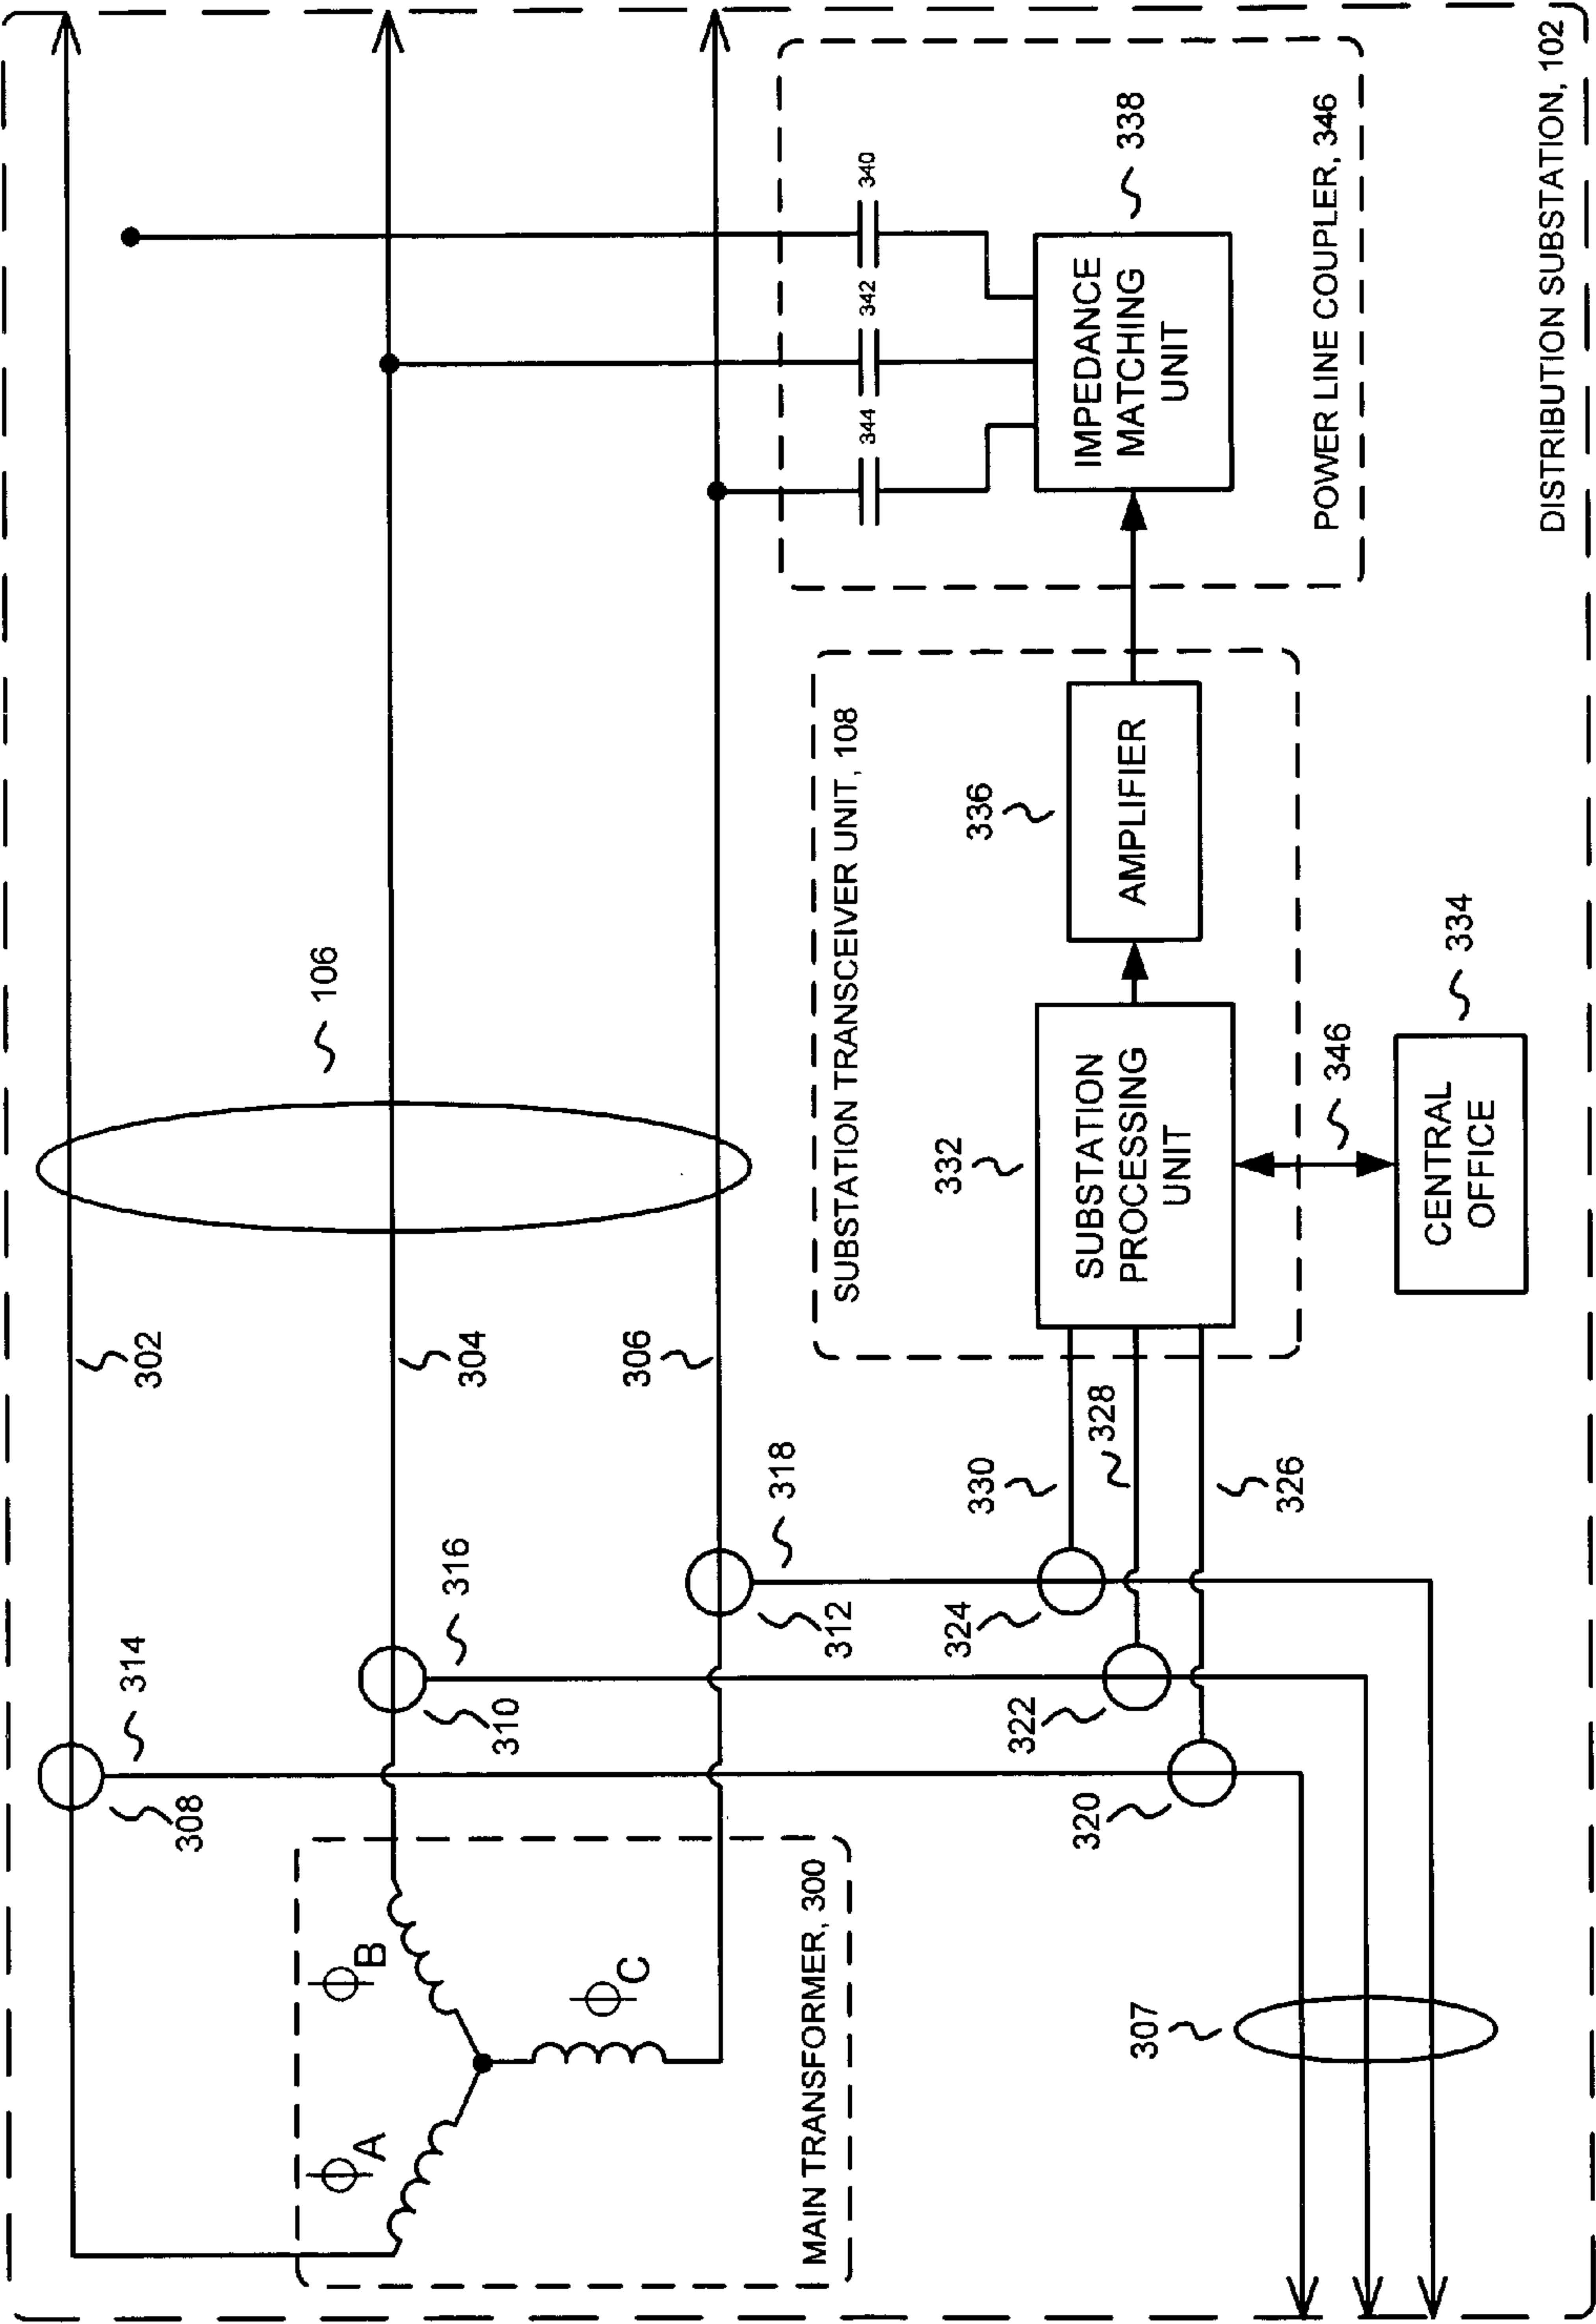 302
304
306
106
314
308
316
310
318
312
ϕA
ϕB
ϕC
MAIN TRANSFORMER, 300
307
320
322
324
330
328
326
SUBSTATION TRANSCEIVER UNIT, 108
332
SUBSTATION
PROCESSING
UNIT
336
AMPLIFIER
346
334
CENTRAL
OFFICE
344
342
340
IMPEDANCE
MATCHING
UNIT
338
POWER LINE COUPLER, 346
DISTRIBUTION SUBSTATION, 102